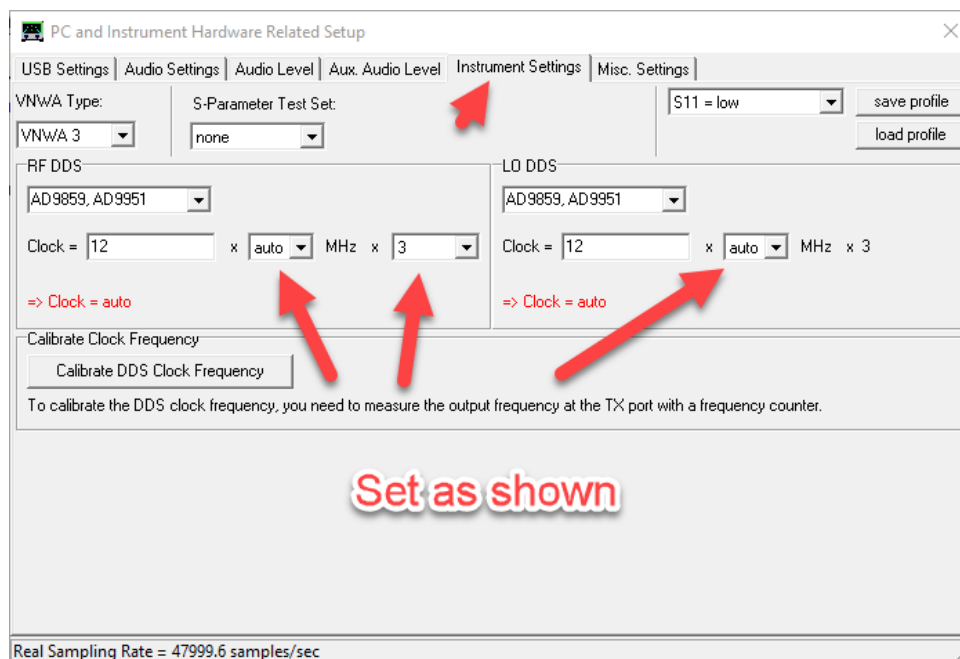 PC and Instrument Hardware Related Setup
USB Settings Audio Settings Audio Level Aux. Audio Level Instrument Settings Misc. Settings
VNWA Type: S-Parameter Test Set: S11 = low save profile
VNWA 3 none load profile
RF DDS LO DDS
AD9859, AD9951 AD9859, AD9951
Clock = 12 x auto MHz x 3 Clock = 12 x auto MHz x 3
=> Clock = auto => Clock = auto
Calibrate Clock Frequency
Calibrate DDS Clock Frequency
To calibrate the DDS clock frequency, you need to measure the output frequency at the TX port with a frequency counter.
Set as shown
Real Sampling Rate = 47999.6 samples/sec